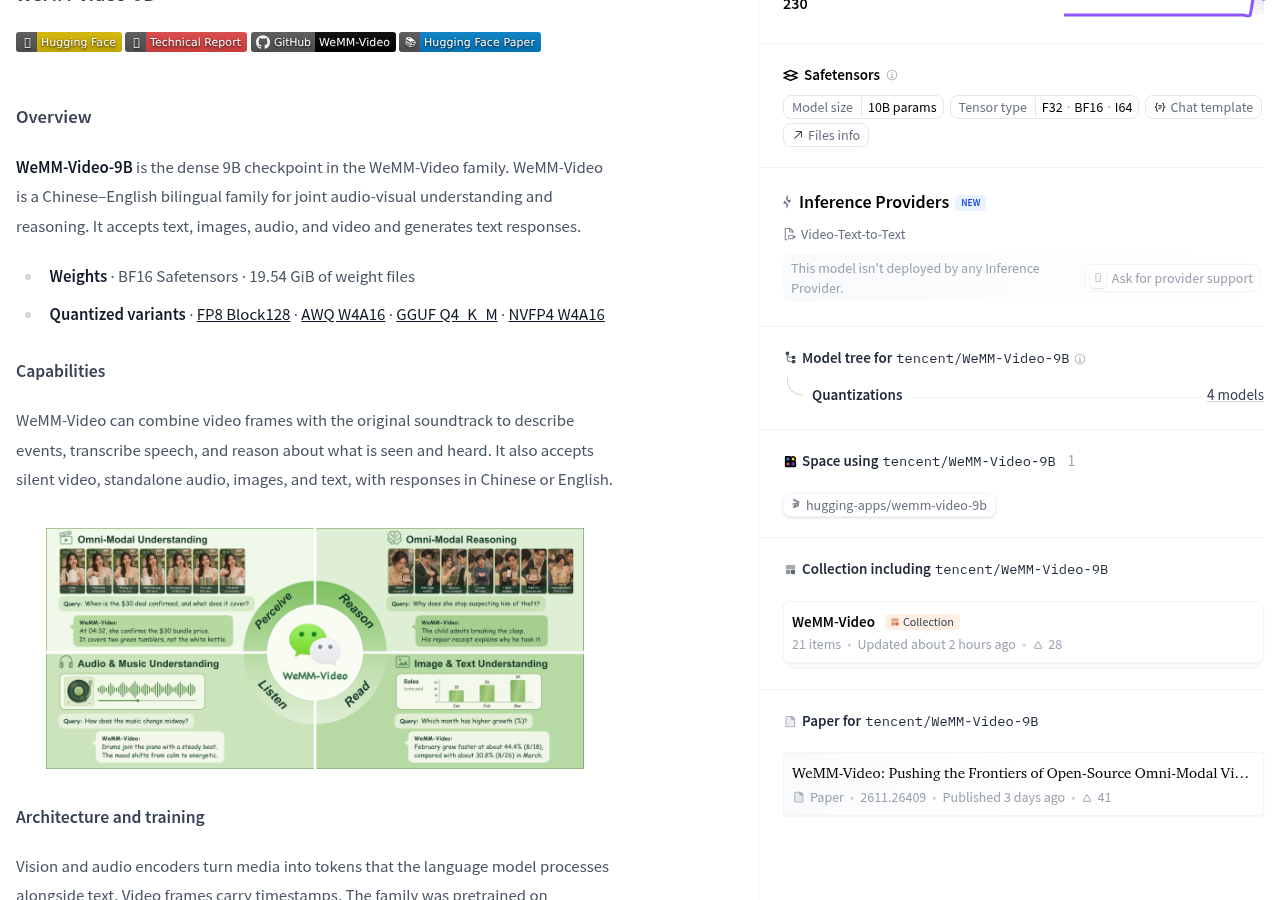 Hugging Face Technical Report GitHub WeMM-Video Hugging Face Paper
Overview
WeMM-Video-9B is the dense 9B checkpoint in the WeMM-Video family. WeMM-Video
is a Chinese–English bilingual family for joint audio-visual understanding and
reasoning. It accepts text, images, audio, and video and generates text responses.
Weights · BF16 Safetensors · 19.54 GiB of weight files
Quantized variants · FP8 Block128 · AWQ W4A16 · GGUF Q4_K_M · NVFP4 W4A16
Capabilities
WeMM-Video can combine video frames with the original soundtrack to describe
events, transcribe speech, and reason about what is seen and heard. It also accepts
silent video, standalone audio, images, and text, with responses in Chinese or English.
Omni-Modal Understanding
Query: When is the $30 deal confirmed, and what does it cover?
WeMM-Video:
At 04:32, she confirms the $30 bundle price.
It covers two green tumblers, not the white kettle.
Omni-Modal Reasoning
Query: Why does she stop suspecting him of theft?
WeMM-Video:
The child admits breaking the clasp.
His repair receipt explains why he took it.
Perceive
Reason
Listen
Read
WeMM-Video
Audio & Music Understanding
Query: How does the music change midway?
WeMM-Video:
Drums join the piano with a steady beat.
The mood shifts from calm to energetic.
Image & Text Understanding
Sales
Units sold
Jan Feb Mar
Query: Which month has higher growth (%)?
WeMM-Video:
February grew faster at about 44.4% (8/18),
compared with about 30.8% (8/26) in March.
Architecture and training
Vision and audio encoders turn media into tokens that the language model processes
alongside text. Video frames carry timestamps. The family was pretrained on
230
Safetensors
Model size 10B params Tensor type F32 · BF16 · I64 Chat template
Files info
Inference Providers NEW
Video-Text-to-Text
This model isn't deployed by any Inference
Provider.
Ask for provider support
Model tree for tencent/WeMM-Video-9B
Quantizations 4 models
Space using tencent/WeMM-Video-9B 1
hugging-apps/wemm-video-9b
Collection including tencent/WeMM-Video-9B
WeMM-Video Collection
21 items • Updated about 2 hours ago • 28
Paper for tencent/WeMM-Video-9B
WeMM-Video: Pushing the Frontiers of Open-Source Omni-Modal Vi…
Paper • 2611.26409 • Published 3 days ago • 41